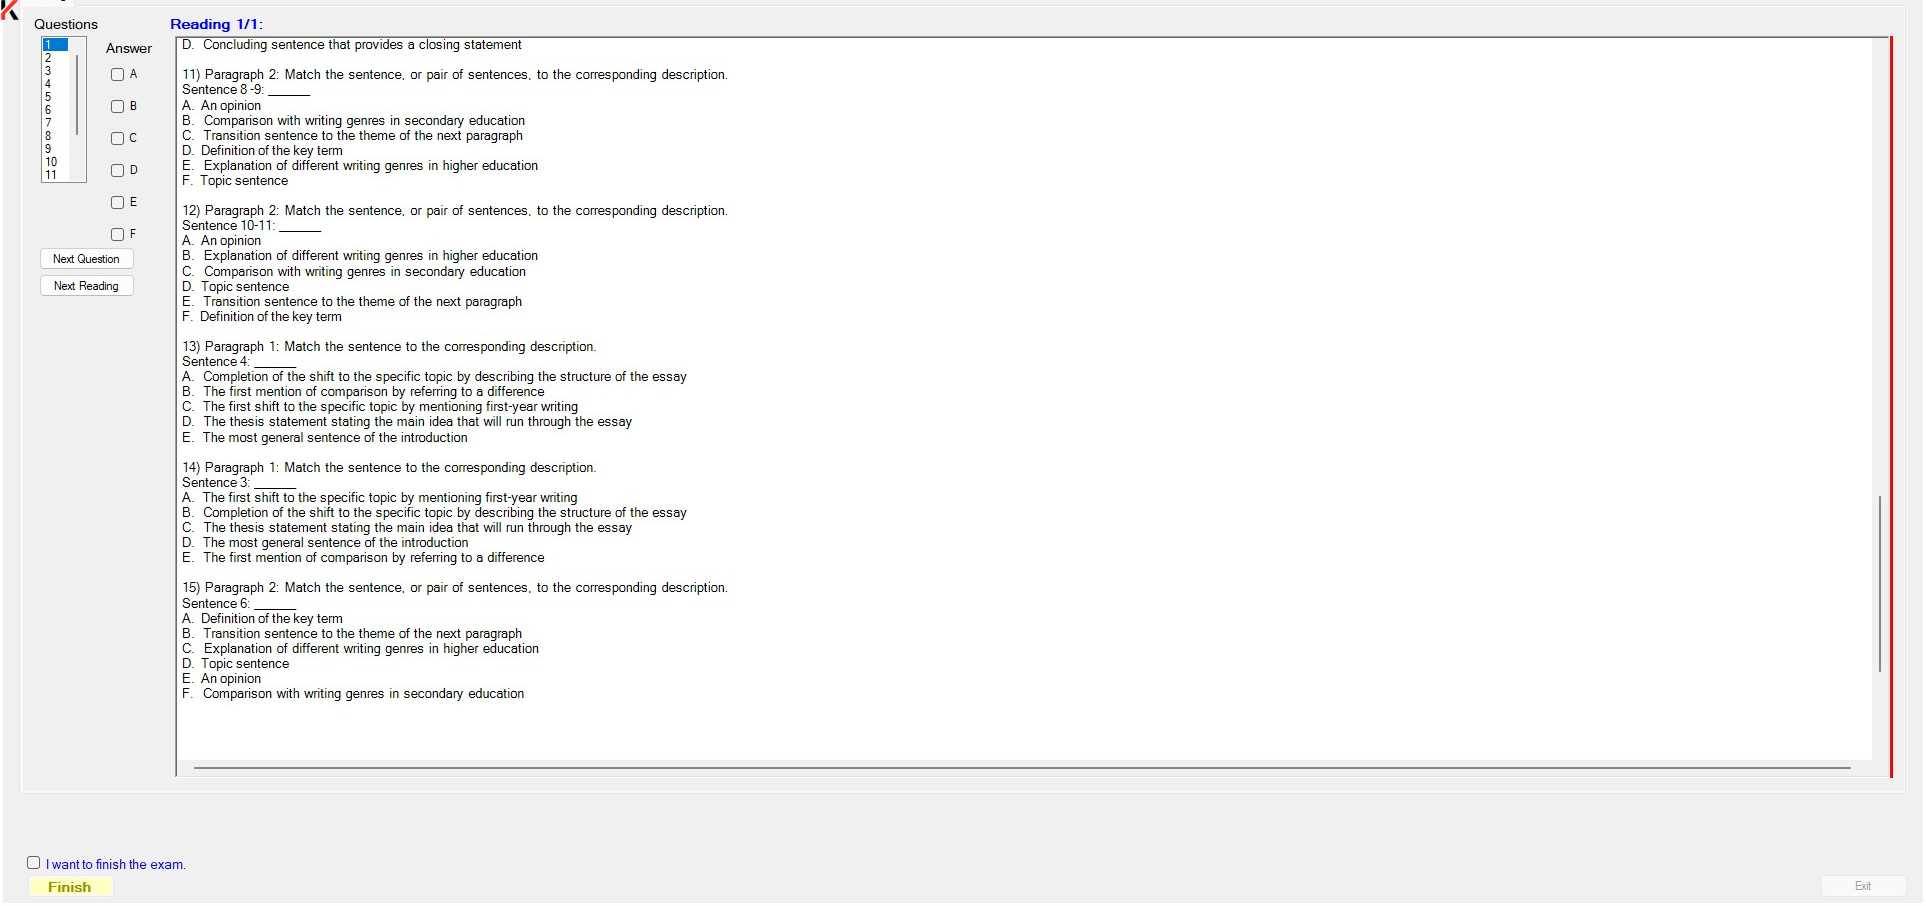 Questions
Reading 1/1:
1
2
3
4
5
6
7
8
9
10
11
Answer
A
B
C
D
E
F
Next Question
Next Reading
D. Concluding sentence that provides a closing statement
11) Paragraph 2: Match the sentence, or pair of sentences, to the corresponding description.
Sentence 8 -9: ______
A. An opinion
B. Comparison with writing genres in secondary education
C. Transition sentence to the theme of the next paragraph
D. Definition of the key term
E. Explanation of different writing genres in higher education
F. Topic sentence
12) Paragraph 2: Match the sentence, or pair of sentences, to the corresponding description.
Sentence 10-11: ______
A. An opinion
B. Explanation of different writing genres in higher education
C. Comparison with writing genres in secondary education
D. Topic sentence
E. Transition sentence to the theme of the next paragraph
F. Definition of the key term
13) Paragraph 1: Match the sentence to the corresponding description.
Sentence 4: ______
A. Completion of the shift to the specific topic by describing the structure of the essay
B. The first mention of comparison by referring to a difference
C. The first shift to the specific topic by mentioning first-year writing
D. The thesis statement stating the main idea that will run through the essay
E. The most general sentence of the introduction
14) Paragraph 1: Match the sentence to the corresponding description.
Sentence 3: ______
A. The first shift to the specific topic by mentioning first-year writing
B. Completion of the shift to the specific topic by describing the structure of the essay
C. The thesis statement stating the main idea that will run through the essay
D. The most general sentence of the introduction
E. The first mention of comparison by referring to a difference
15) Paragraph 2: Match the sentence, or pair of sentences, to the corresponding description.
Sentence 6: ______
A. Definition of the key term
B. Transition sentence to the theme of the next paragraph
C. Explanation of different writing genres in higher education
D. Topic sentence
E. An opinion
F. Comparison with writing genres in secondary education
I want to finish the exam.
Finish
Exit